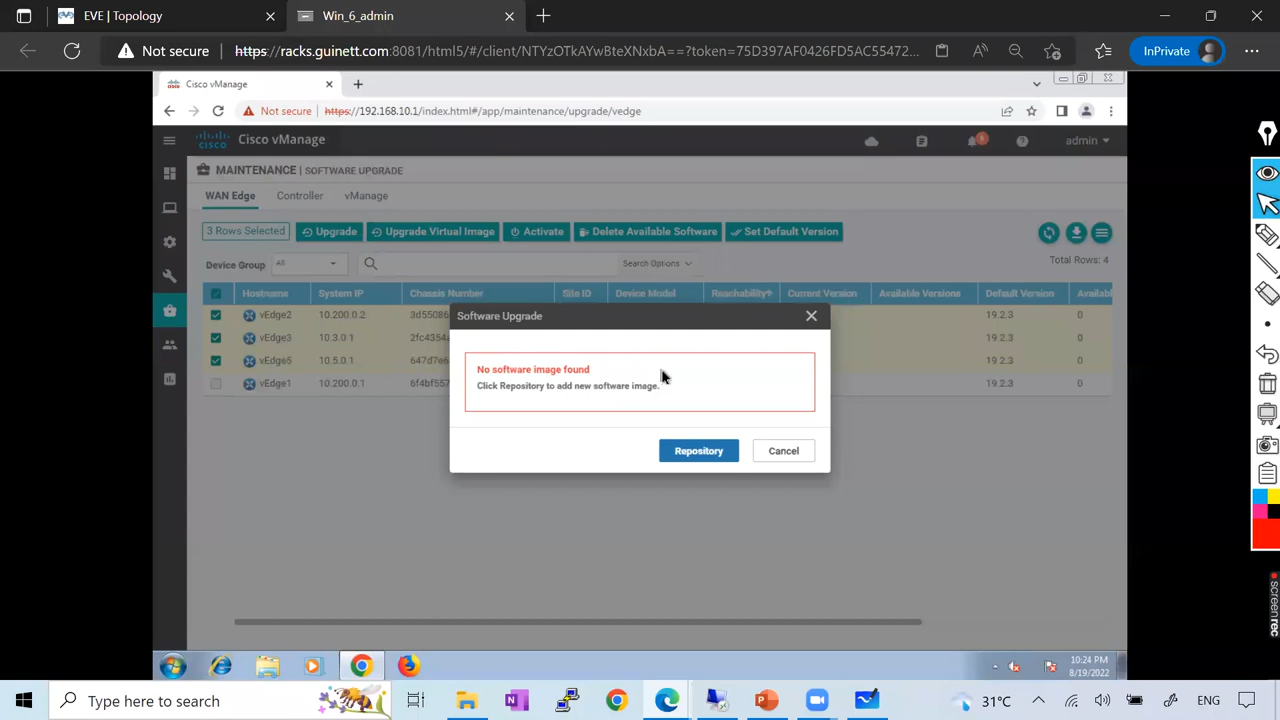 EVE | Topology
Win_6_admin
Not secure
https://racks.guinett.com:8081/html5/#/client/NTYzOTkAYwBteXNxbA==?token=75D397AF0426FD5AC55472...
InPrivate
Cisco vManage
Not secure
https://192.168.10.1/index.html#/app/maintenance/upgrade/vedge
cisco
Cisco vManage
admin
MAINTENANCE | SOFTWARE UPGRADE
WAN Edge
Controller
vManage
3 Rows Selected
Upgrade
Upgrade Virtual Image
Activate
Delete Available Software
Set Default Version
Device Group
All
Search Options
Total Rows: 4
Hostname System IP Chassis Number Site ID Device Model Reachability Current Version Available Versions Default Version Availabl
vEdge2 10.200.0.2 3d55086 19.2.3 0
vEdge3 10.3.0.1 2fc4354 19.2.3 0
vEdge5 10.5.0.1 647d7e6 19.2.3 0
vEdge1 10.200.0.1 6f4bf557 19.2.3 0
Software Upgrade
No software image found
Click Repository to add new software image.
Repository
Cancel
10:24 PM
8/19/2022
screenrec
Type here to search
31°C
ENG